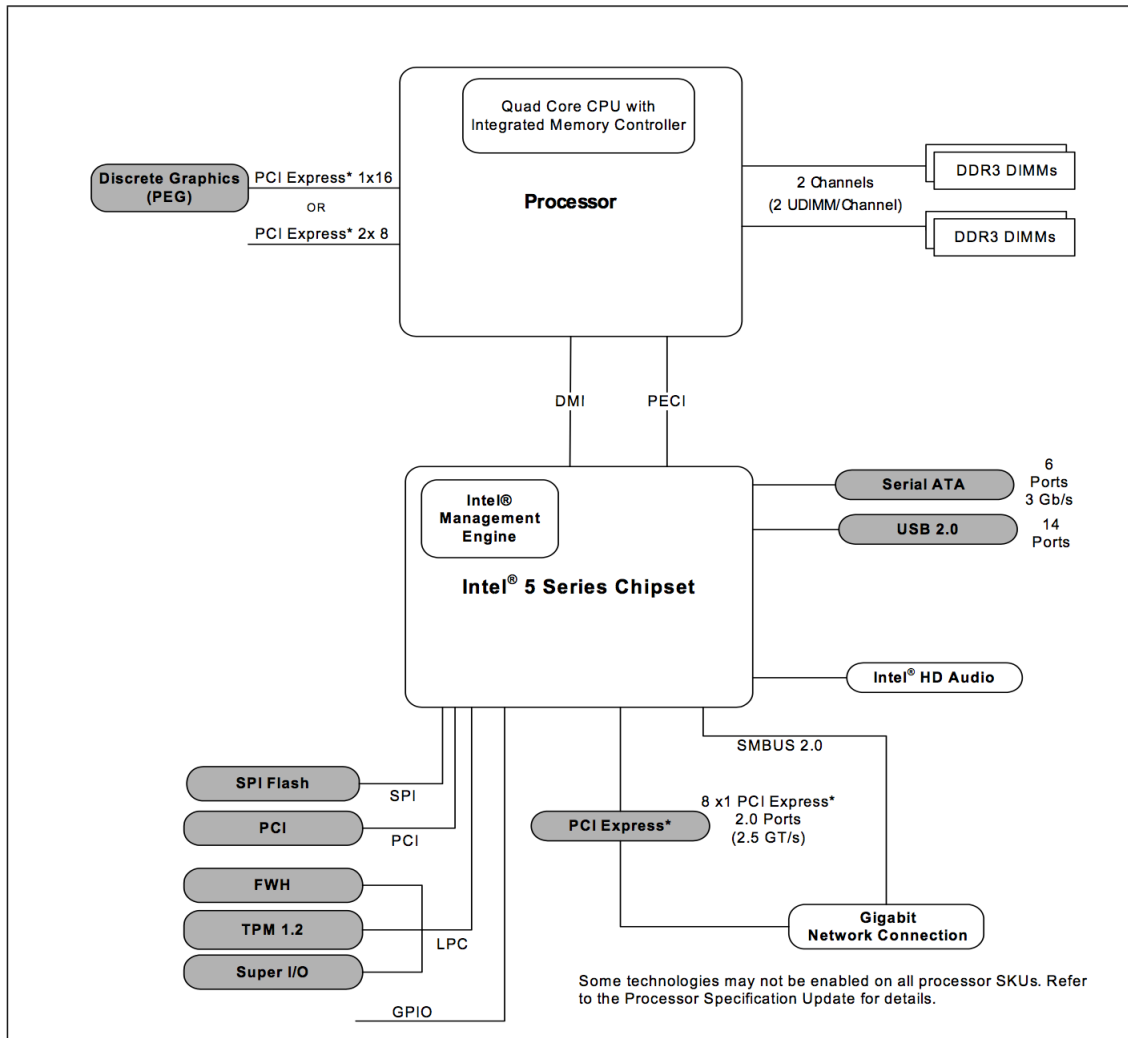 Quad Core CPU with
Integrated Memory Controller
Processor
Discrete Graphics
(PEG)
PCI Express* 1x16
OR
PCI Express* 2x 8
2 Channels
(2 UDIMM/Channel)
DDR3 DIMMs
DDR3 DIMMs
DMI
PECI
Intel®
Management
Engine
Intel® 5 Series Chipset
Serial ATA
6
Ports
3 Gb/s
USB 2.0
14
Ports
Intel® HD Audio
SMBUS 2.0
SPI Flash
SPI
PCI
PCI
FWH
TPM 1.2
LPC
Super I/O
GPIO
PCI Express*
8 x1 PCI Express*
2.0 Ports
(2.5 GT/s)
Gigabit
Network Connection
Some technologies may not be enabled on all processor SKUs. Refer
to the Processor Specification Update for details.